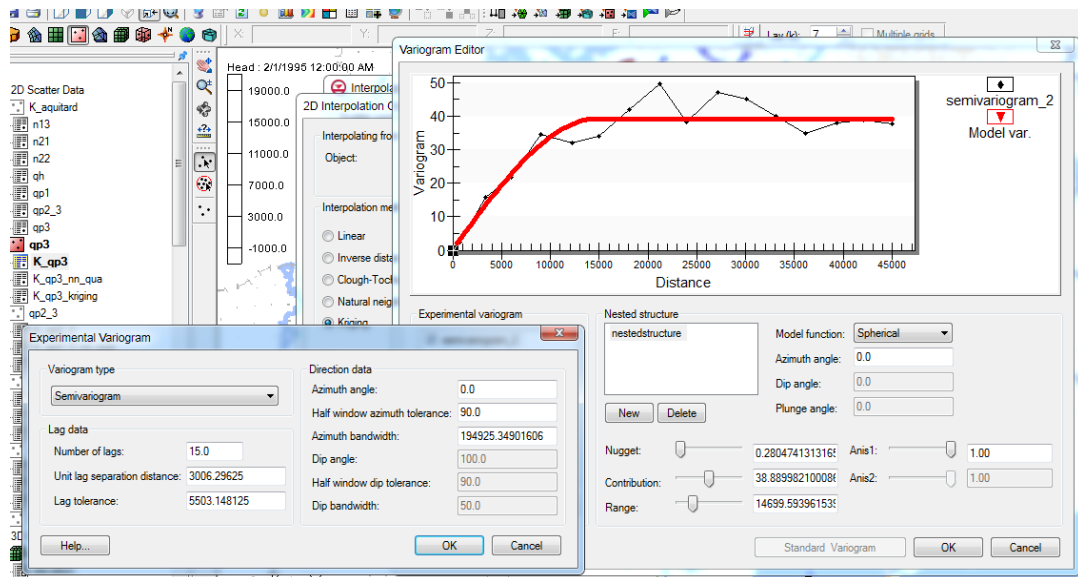 X:
Y:
Z:
F:
Lay (k): 7
Multiple grids
Variogram Editor
Head : 2/1/1995 12:00:00 AM
19000.0
15000.0
11000.0
7000.0
3000.0
-1000.0
2D Scatter Data
K_aquitard
n13
n21
n22
qh
qp1
qp2_3
qp3
qp3
K_qp3
K_qp3_nn_qua
K_qp3_kriging
qp2_3
3D
Interpola
2D Interpolation O
Interpolating fro
Object:
Interpolation me
Linear
Inverse dista
Clough-Toc
Natural neig
Kriging
50
40
30
20
10
0
Variogram
0 5000 10000 15000 20000 25000 30000 35000 40000 45000
Distance
semivariogram_2
Model var.
Experimental variogram
Nested structure
nestedstructure
New
Delete
Model function: Spherical
Azimuth angle: 0.0
Dip angle: 0.0
Plunge angle: 0.0
Nugget: 0.280474131316
Anis1: 1.00
Contribution: 38.88998210008
Anis2: 1.00
Range: 14699.59396153
Standard Variogram
OK
Cancel
Experimental Variogram
Variogram type
Semivariogram
Lag data
Number of lags: 15.0
Unit lag separation distance: 3006.29625
Lag tolerance: 5503.148125
Direction data
Azimuth angle: 0.0
Half window azimuth tolerance: 90.0
Azimuth bandwidth: 194925.34901606
Dip angle: 100.0
Half window dip tolerance: 90.0
Dip bandwidth: 50.0
Help...
OK
Cancel